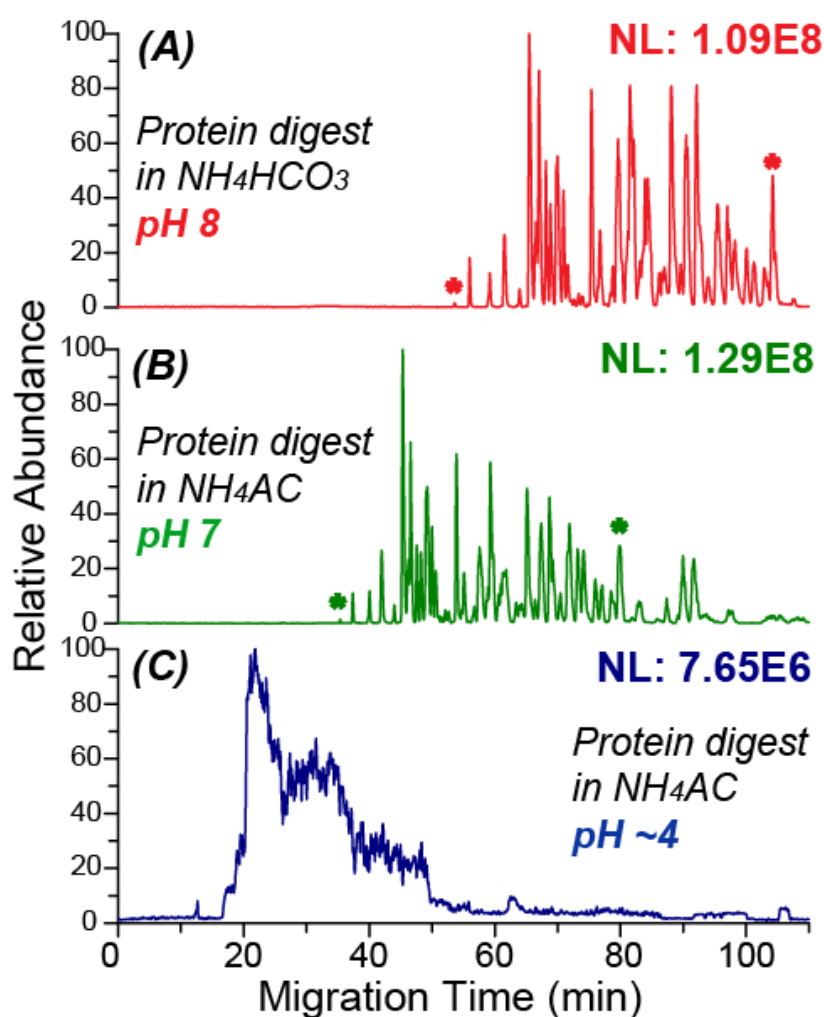 Relative Abundance
100
80
60
40
20
0
(A)
NL: 1.09E8
Protein digest
in NH4HCO3
pH 8
100
80
60
40
20
0
(B)
NL: 1.29E8
Protein digest
in NH4AC
pH 7
100
80
60
40
20
0
(C)
NL: 7.65E6
Protein digest
in NH4AC
pH ~4
0 20 40 60 80 100
Migration Time (min)